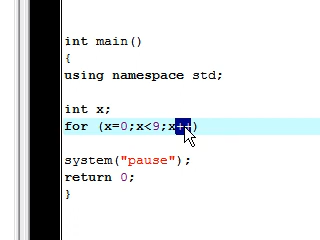 int main()
{
using namespace std;
int x;
for (x=0;x<9;x++)
system("pause");
return 0;
}